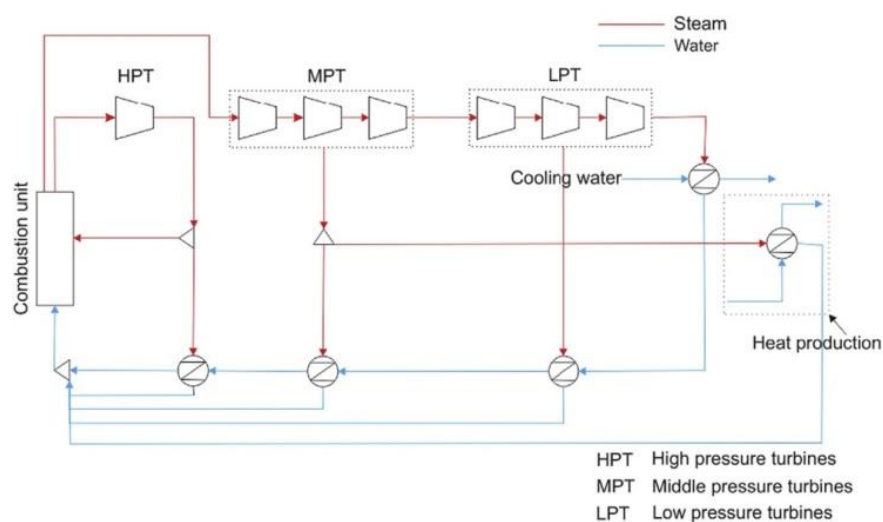 Steam
Water
HPT
MPT
LPT
Cooling water
Combustion unit
Heat production
HPT High pressure turbines
MPT Middle pressure turbines
LPT Low pressure turbines